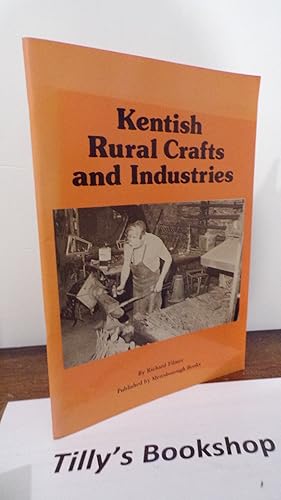 Kentish
Rural Crafts
and Industries
By Richard Filmer
Published by Meresborough Books
Tilly's Bookshop